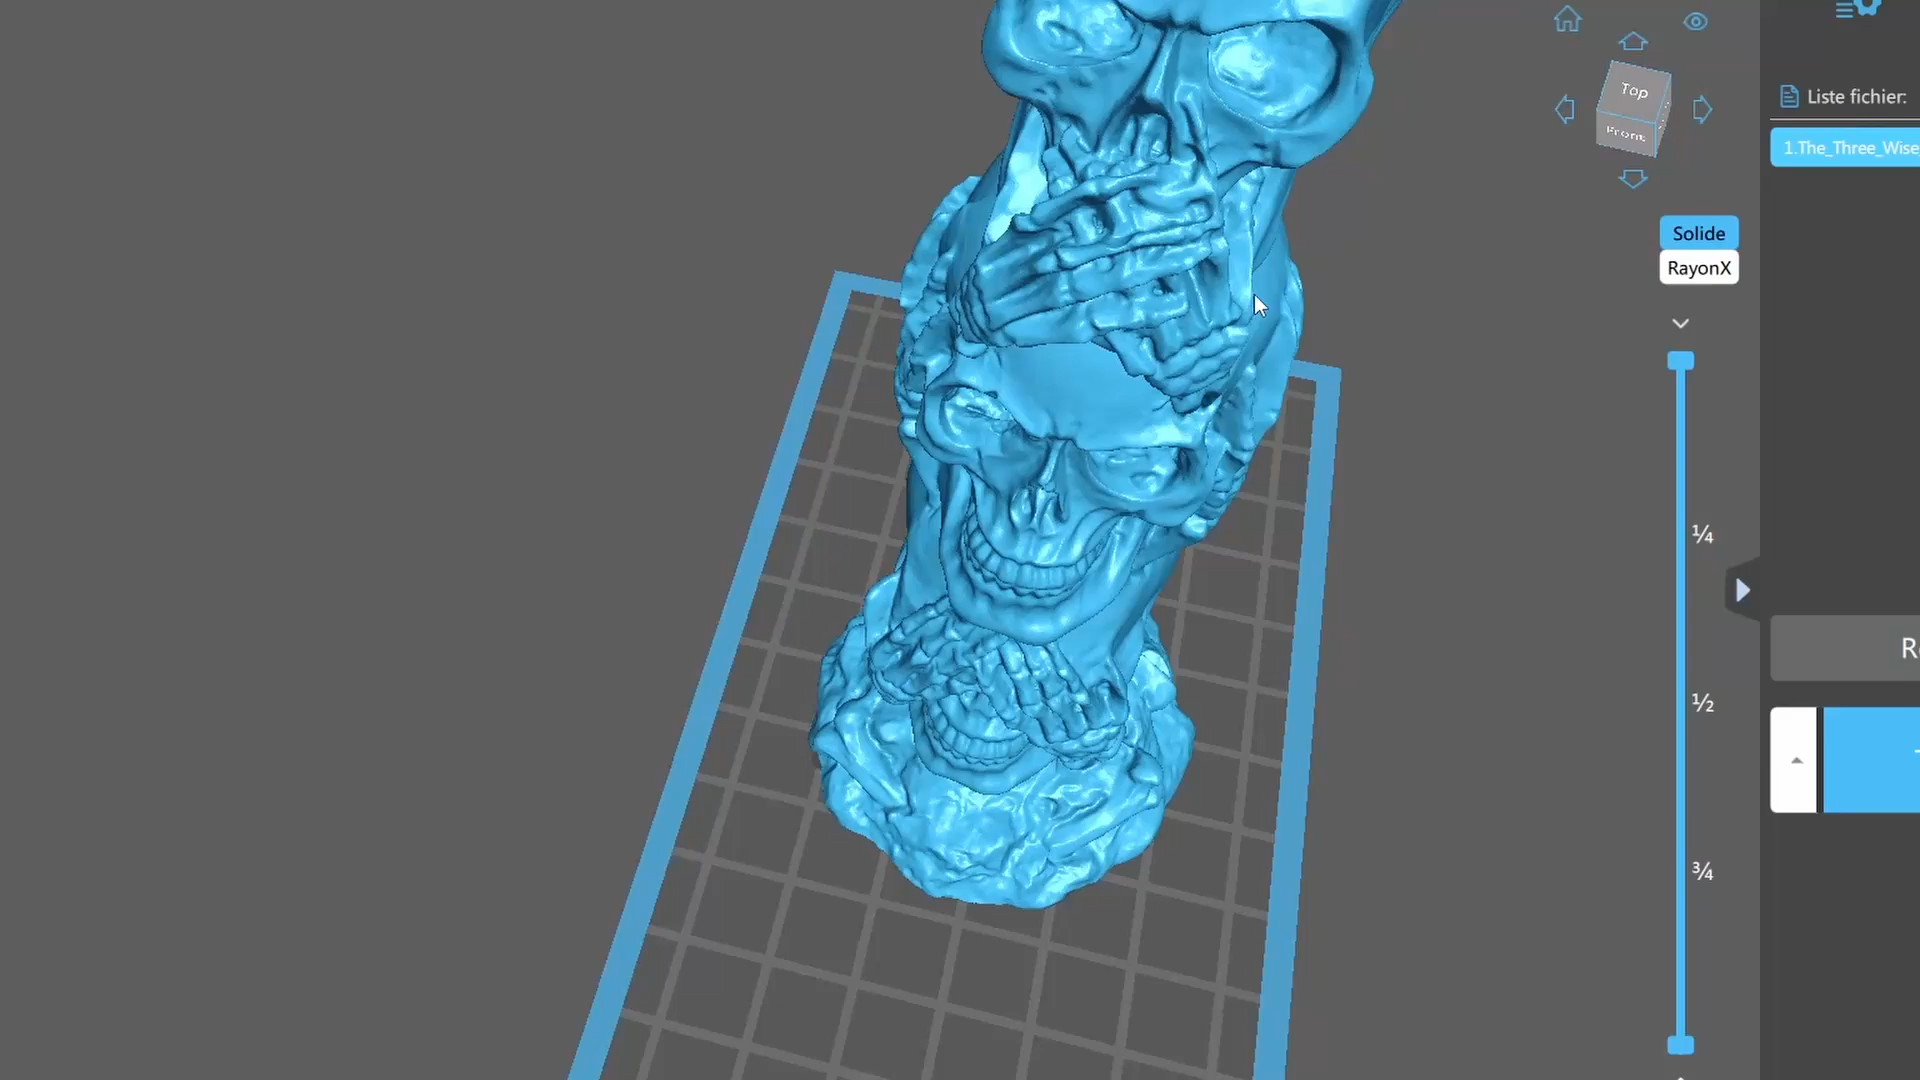 Top
Front
Liste fichier:
1.The_Three_Wise
Solide
RayonX
¼
½
¾
R